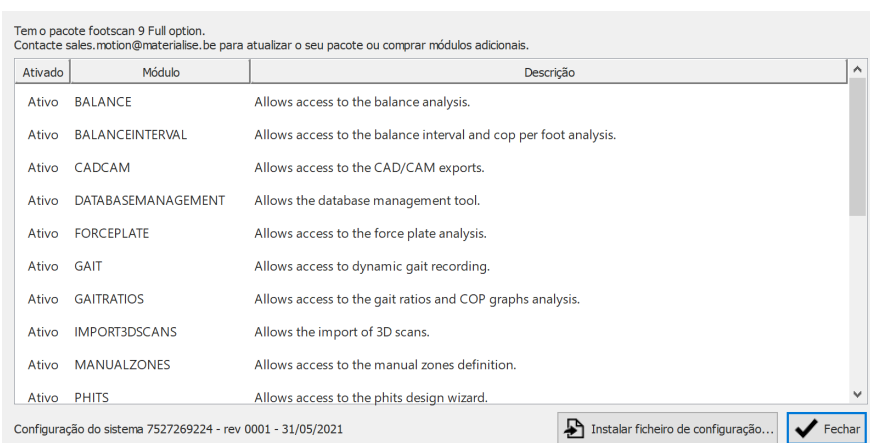 Tem o pacote footscan 9 Full option.
Contacte sales.motion@materialise.be para atualizar o seu pacote ou comprar módulos adicionais.
Ativado Módulo Descrição
Ativo BALANCE Allows access to the balance analysis.
Ativo BALANCEINTERVAL Allows access to the balance interval and cop per foot analysis.
Ativo CADCAM Allows access to the CAD/CAM exports.
Ativo DATABASEMANAGEMENT Allows the database management tool.
Ativo FORCEPLATE Allows access to the force plate analysis.
Ativo GAIT Allows access to dynamic gait recording.
Ativo GAITRATIOS Allows access to the gait ratios and COP graphs analysis.
Ativo IMPORT3DSCANS Allows the import of 3D scans.
Ativo MANUALZONES Allows access to the manual zones definition.
Ativo PHITS Allows access to the phits design wizard.
Configuração do sistema 7527269224 - rev 0001 - 31/05/2021 Instalar ficheiro de configuração... Fechar